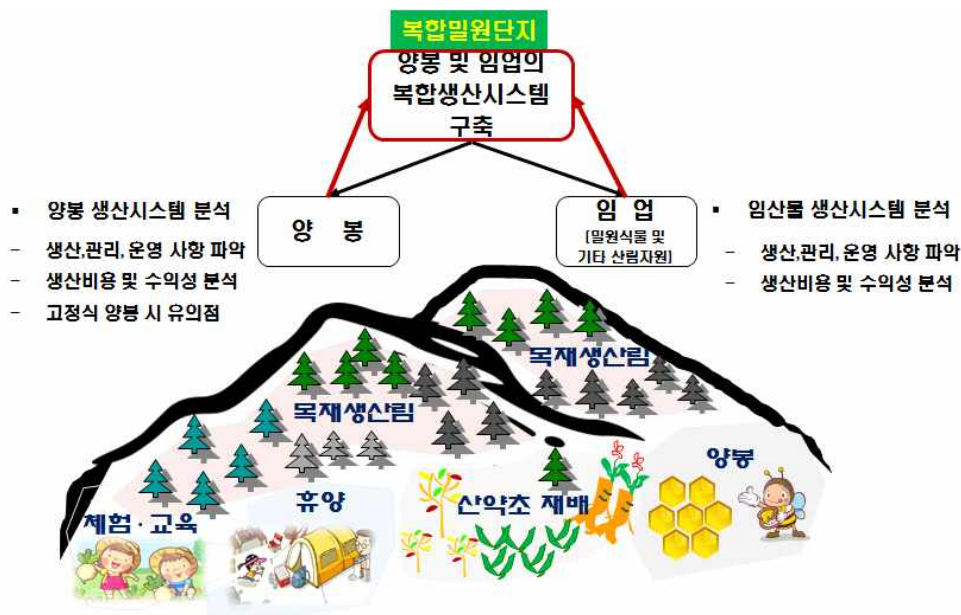 복합밀원단지
양봉 및 임업의
복합생산시스템
구축
▪ 양봉 생산시스템 분석
- 생산,관리, 운영 사항 파악
- 생산비용 및 수익성 분석
- 고정식 양봉 시 유의점
양 봉
임 업
[밀원식물 및
기타 산림자원]
▪ 임산물 생산시스템 분석
- 생산,관리, 운영 사항 파악
- 생산비용 및 수익성 분석
목재생산림
목재생산림
체험·교육
휴양
산약초 재배
양봉